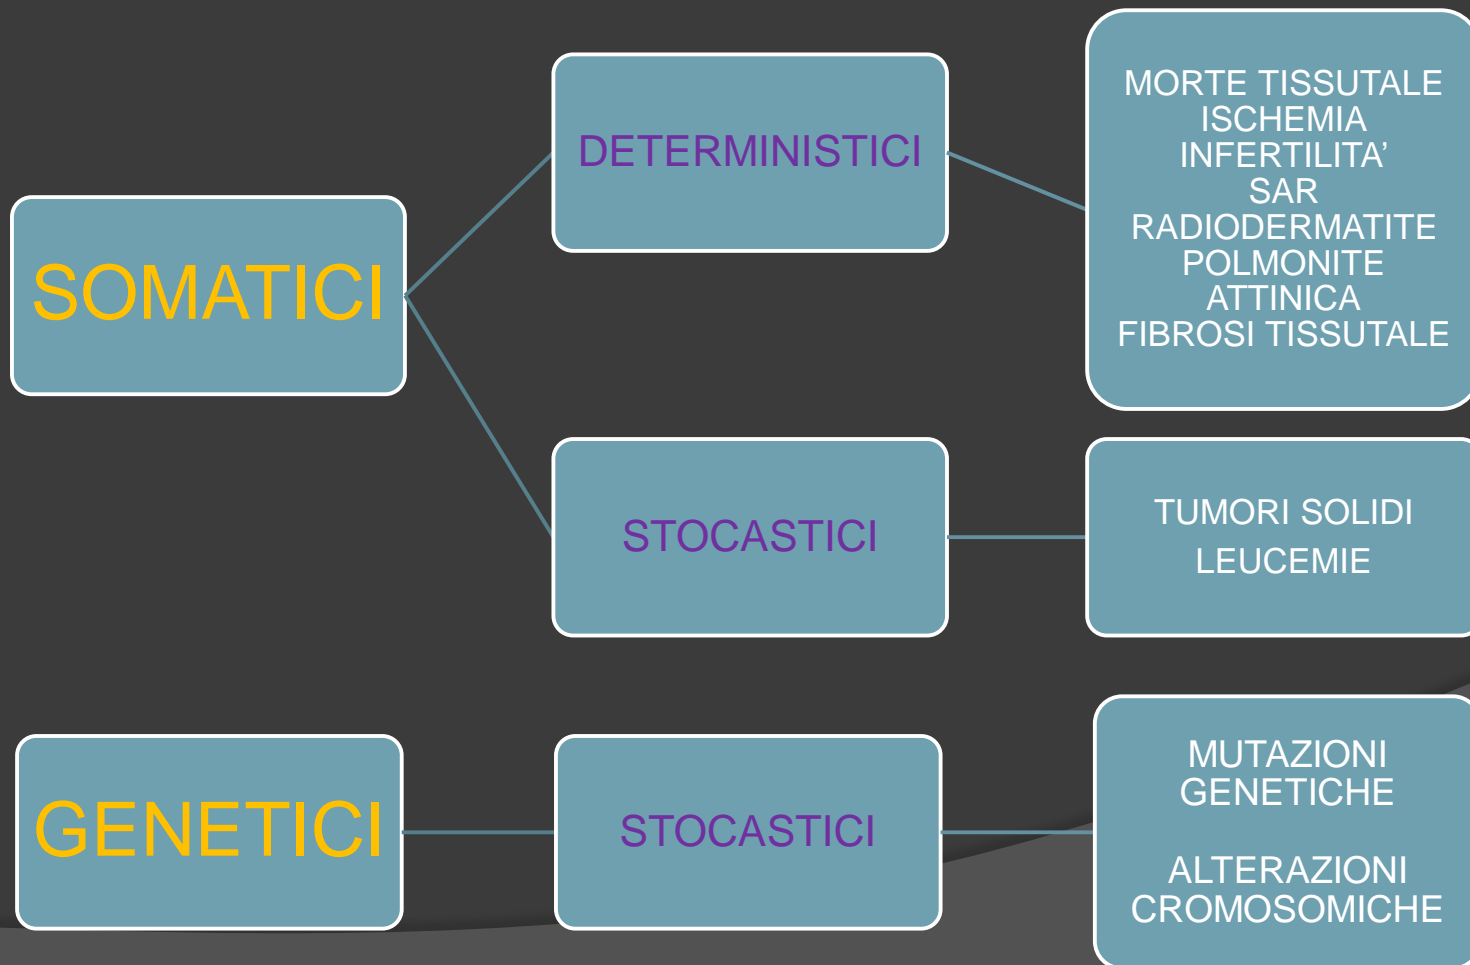 SOMATICI
DETERMINISTICI
MORTE TISSUTALE
ISCHEMIA
INFERTILITA’
SAR
RADIODERMATITE
POLMONITE
ATTINICA
FIBROSI TISSUTALE
STOCASTICI
TUMORI SOLIDI
LEUCEMIE
GENETICI
STOCASTICI
MUTAZIONI
GENETICHE
ALTERAZIONI
CROMOSOMICHE